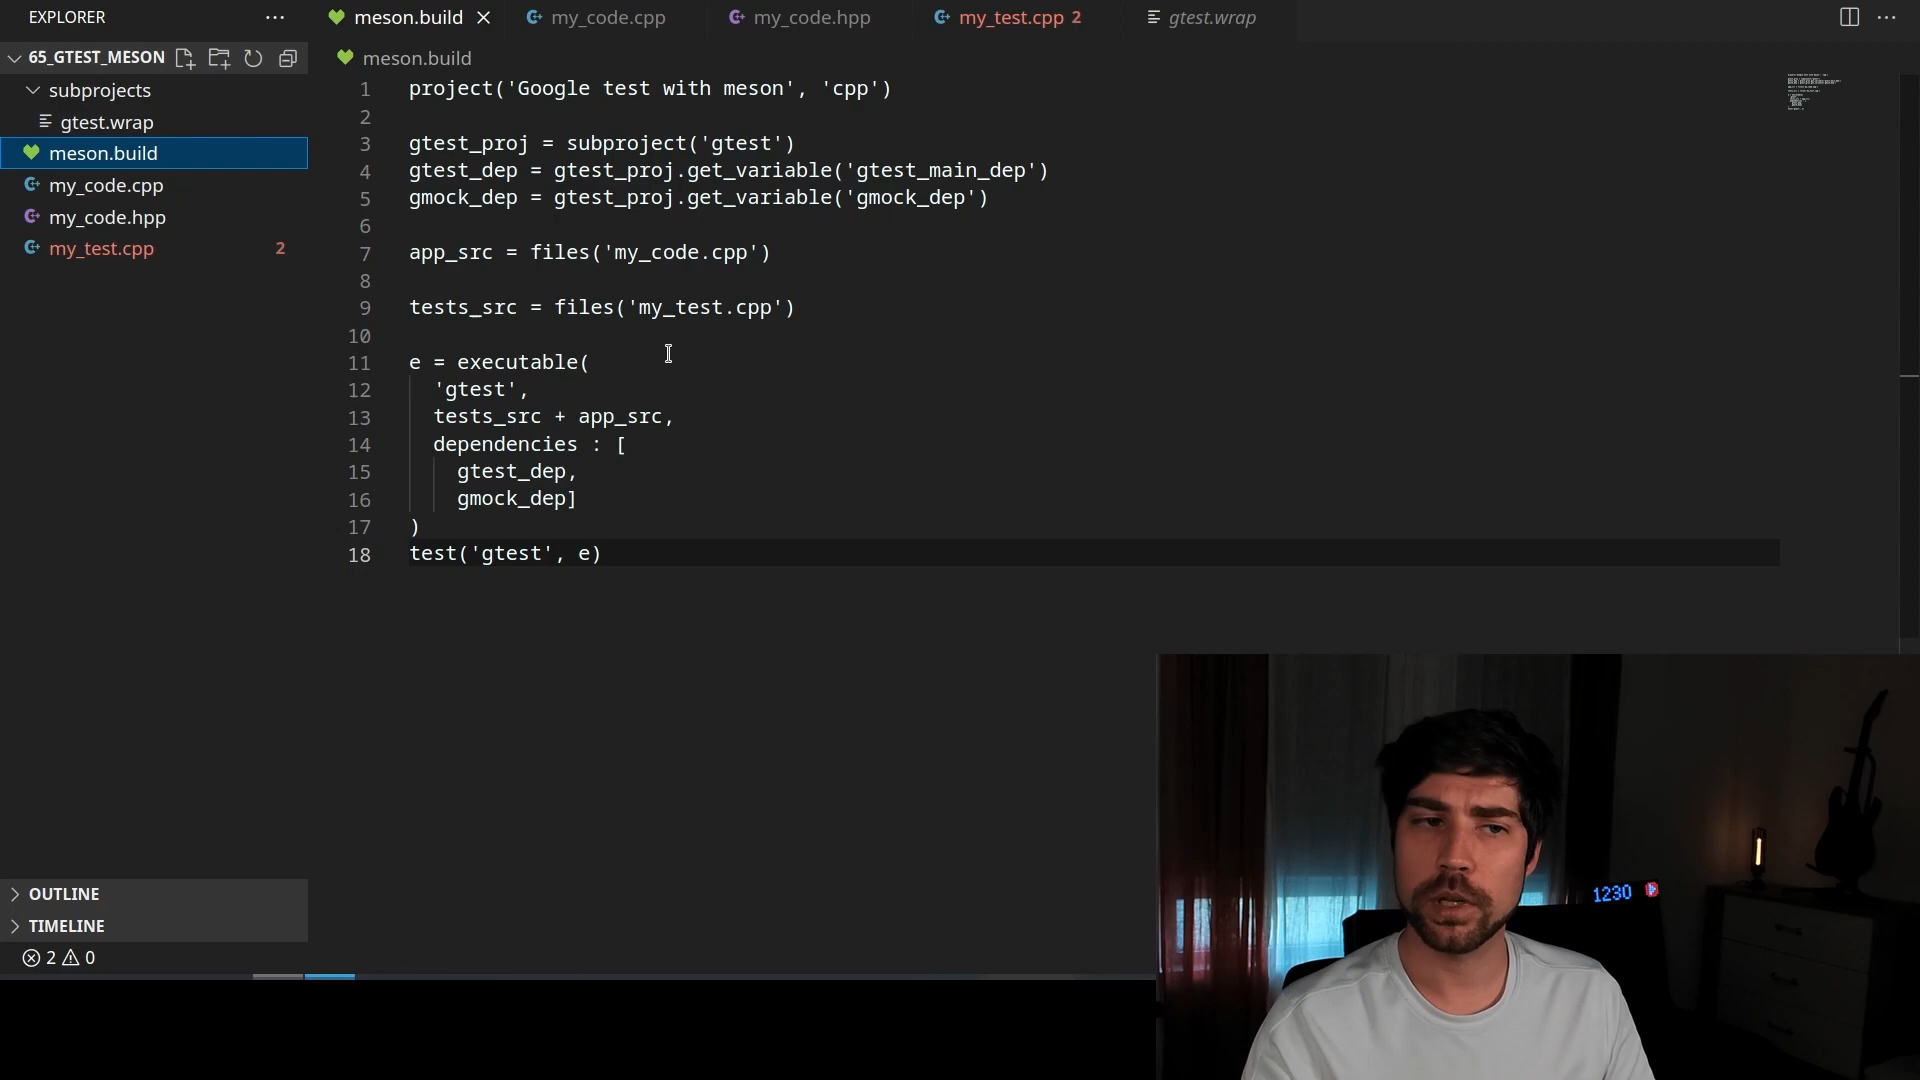 EXPLORER
meson.build
my_code.cpp
my_code.hpp
my_test.cpp 2
gtest.wrap
65_GTEST_MESON
subprojects
gtest.wrap
meson.build
my_code.cpp
my_code.hpp
my_test.cpp 2
OUTLINE
TIMELINE
2 0
meson.build
1 project('Google test with meson', 'cpp')
2
3 gtest_proj = subproject('gtest')
4 gtest_dep = gtest_proj.get_variable('gtest_main_dep')
5 gmock_dep = gtest_proj.get_variable('gmock_dep')
6
7 app_src = files('my_code.cpp')
8
9 tests_src = files('my_test.cpp')
10
11 e = executable(
12 'gtest',
13 tests_src + app_src,
14 dependencies : [
15 gtest_dep,
16 gmock_dep]
17 )
18 test('gtest', e)
1230